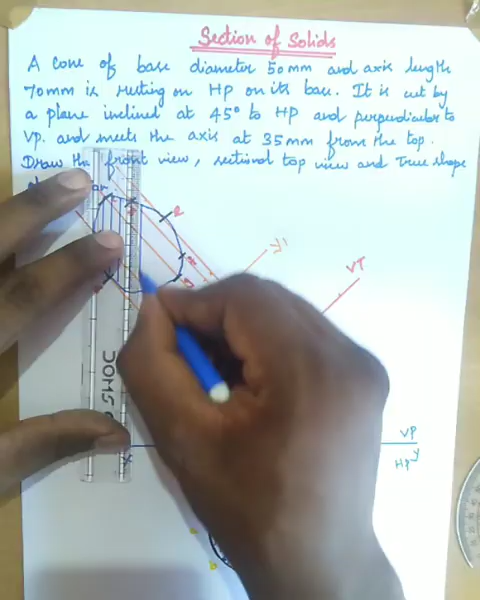 Section of Solids
A cone of base diameter 50mm and axis length
70mm is resting on HP on its base. It is cut by
a plane inclined at 45° to HP and perpendicular to
VP. and meets the axis at 35mm from the top.
Draw the front view, sectional top view and True shape
VT
VP
HP Y
X
DOMS